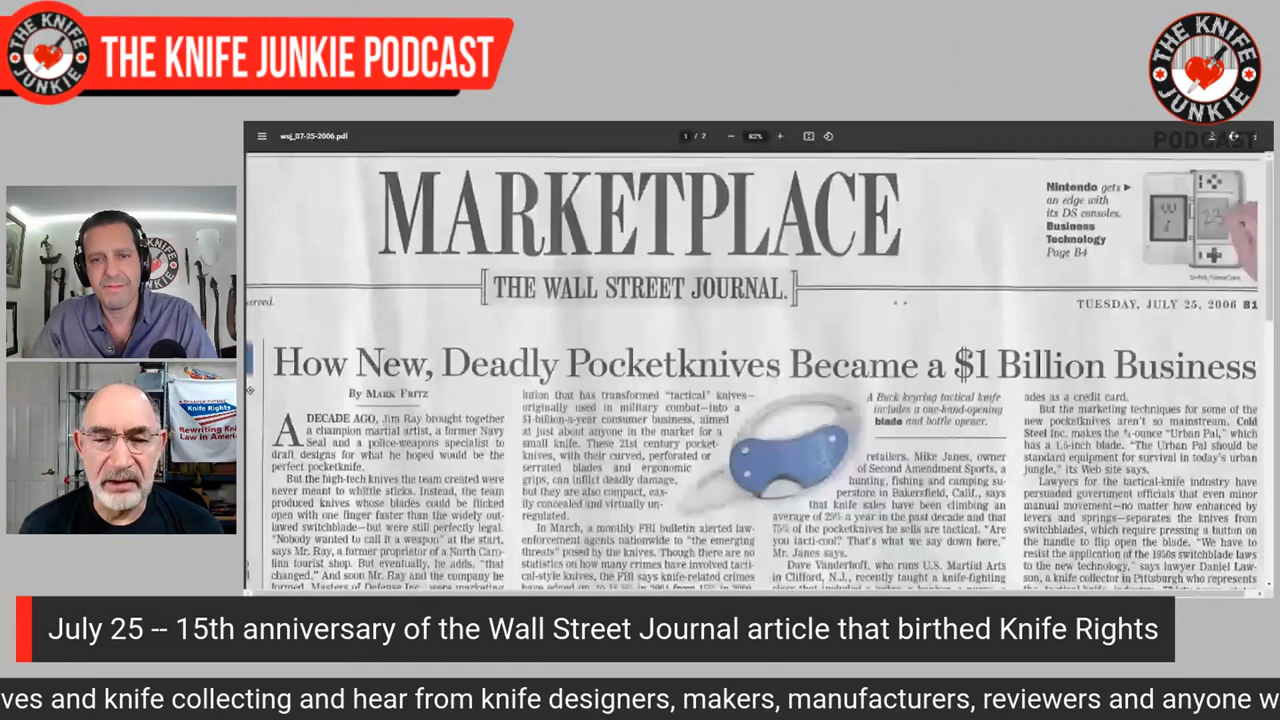 THE KNIFE JUNKIE
THE KNIFE JUNKIE PODCAST
THE KNIFE JUNKIE
PODCAST
wsj_07-25-2006.pdf
1 / 2
82%
MARKETPLACE
THE WALL STREET JOURNAL.
Nintendo gets
an edge with
its DS consoles.
Business
Technology
Page B4
TUESDAY, JULY 25, 2006 B1
How New, Deadly Pocketknives Became a $1 Billion Business
By MARK FRITZ
A DECADE AGO, Jim Ray brought together
a champion martial artist, a former Navy
Seal and a police-weapons specialist to
draft designs for what he hoped would be the
perfect pocketknife.
But the high-tech knives the team created were
never meant to whittle sticks. Instead, the team
produced knives whose blades could be flicked
open with one finger faster than the widely out-
lawed switchblade—but were still perfectly legal.
"Nobody wanted to call it a weapon" at the start,
says Mr. Ray, a former proprietor of a North Caro-
lina tourist shop. But eventually, he adds, "that
changed." And soon Mr. Ray and the company he
formed, Masters of Defense Inc., were marketing
lution that has transformed "tactical" knives—
originally used in military combat—into a
$1-billion-a-year consumer business, aimed
at just about anyone in the market for a
small knife. These 21st century pocket-
knives, with their curved, perforated or
serrated blades and ergonomic
grips, can inflict deadly damage,
but they are also compact, eas-
ily concealed and virtually un-
regulated.
In March, a monthly FBI bulletin alerted law-
enforcement agents nationwide to "the emerging
threats" posed by the knives. Though there are no
statistics on how many crimes have involved tacti-
cal-style knives, the FBI says knife-related crimes
A Buck keyring tactical knife
includes a one-hand-opening
blade and bottle opener.
retailers. Mike Janes, owner
of Second Amendment Sports, a
hunting, fishing and camping su-
perstore in Bakersfield, Calif., says
that knife sales have been climbing an
average of 25% a year in the past decade and that
75% of the pocketknives he sells are tactical. "Are
you tacti-cool? That's what we say down here,"
Mr. Janes says.
Dave Vanderhoff, who runs U.S. Martial Arts
in Clifford, N.J., recently taught a knife-fighting
ades as a credit card.
But the marketing techniques for some of the
new pocketknives aren't so mainstream. Cold
Steel Inc. makes the ¾-ounce "Urban Pal," which
has a 1.5-inch blade. "The Urban Pal should be
standard equipment for survival in today's urban
jungle," its Web site says.
Lawyers for the tactical-knife industry have
persuaded government officials that even minor
manual movement—no matter how enhanced by
levers and springs—separates the knives from
switchblades, which require pressing a button on
the handle to flip open the blade. "We have to
resist the application of the 1950s switchblade laws
to the new technology," says lawyer Daniel Law-
son, a knife collector in Pittsburgh who represents
Knife Rights
Rewriting Kni
Law in Americ
July 25 -- 15th anniversary of the Wall Street Journal article that birthed Knife Rights
ves and knife collecting and hear from knife designers, makers, manufacturers, reviewers and anyone w